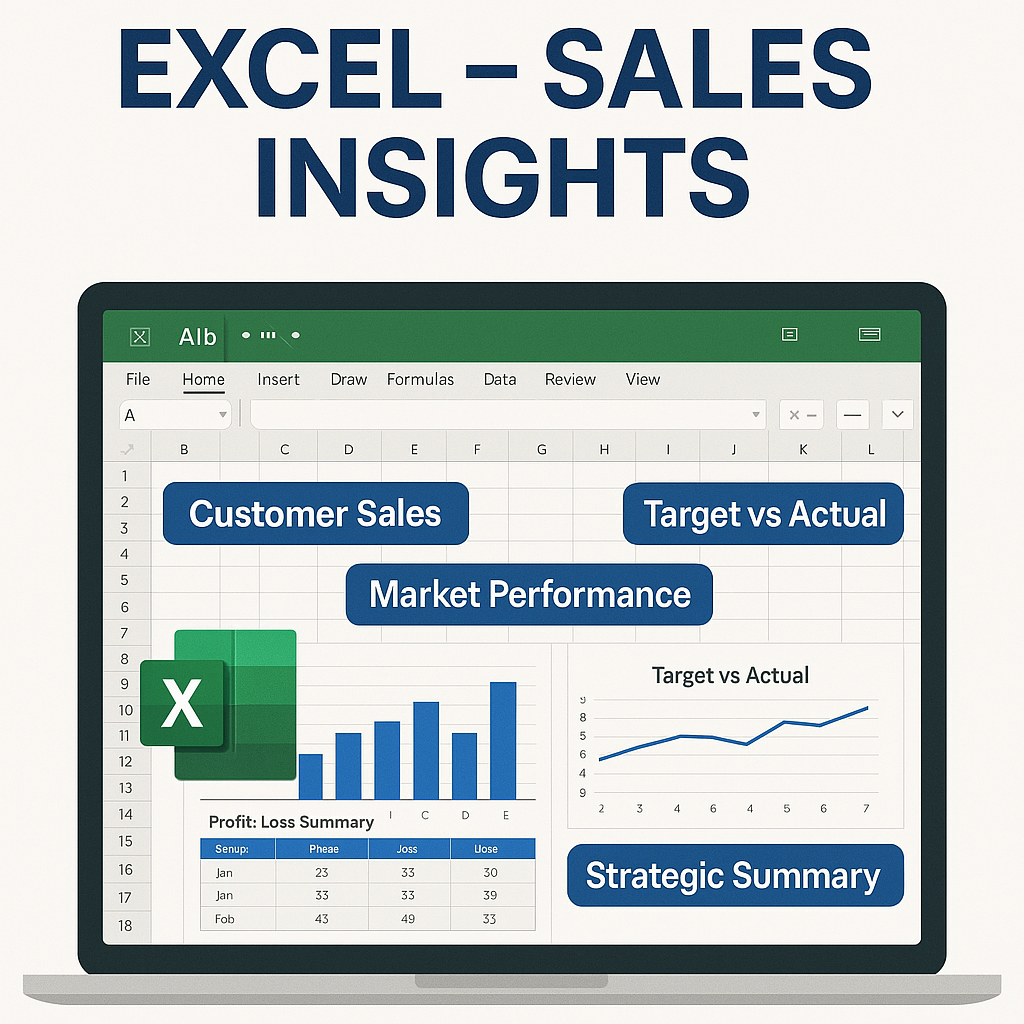 EXCEL – SALES
INSIGHTS
Alb
File Home Insert Draw Formulas Data Review View
A
B C D E F G H I J K L
1
2
3
4
5
6
7
8
9
10
11
12
13
14
15
16
17
18
Customer Sales
Target vs Actual
Market Performance
X
I C D E
Target vs Actual
9
8
5
6
4
9
2 3 4 6 4 5 6 7
Profit: Loss Summary
Senup: Pheae Joss Uose
Jan 23 33 30
Jan 33 33 39
Fob 43 49 33
Strategic Summary